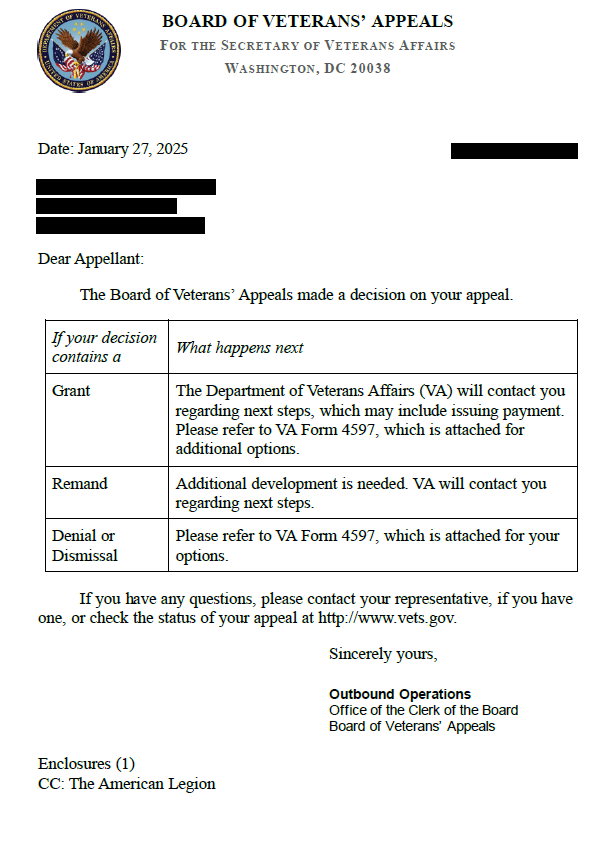 BOARD OF VETERANS’ APPEALS
FOR THE SECRETARY OF VETERANS AFFAIRS
WASHINGTON, DC 20038
DEPARTMENT OF VETERANS AFFAIRS
UNITED STATES OF AMERICA
Date: January 27, 2025
Dear Appellant:
The Board of Veterans’ Appeals made a decision on your appeal.
If your decision
contains a
What happens next
Grant
The Department of Veterans Affairs (VA) will contact you
regarding next steps, which may include issuing payment.
Please refer to VA Form 4597, which is attached for
additional options.
Remand
Additional development is needed. VA will contact you
regarding next steps.
Denial or
Dismissal
Please refer to VA Form 4597, which is attached for your
options.
If you have any questions, please contact your representative, if you have
one, or check the status of your appeal at http://www.vets.gov.
Sincerely yours,
Outbound Operations
Office of the Clerk of the Board
Board of Veterans’ Appeals
Enclosures (1)
CC: The American Legion